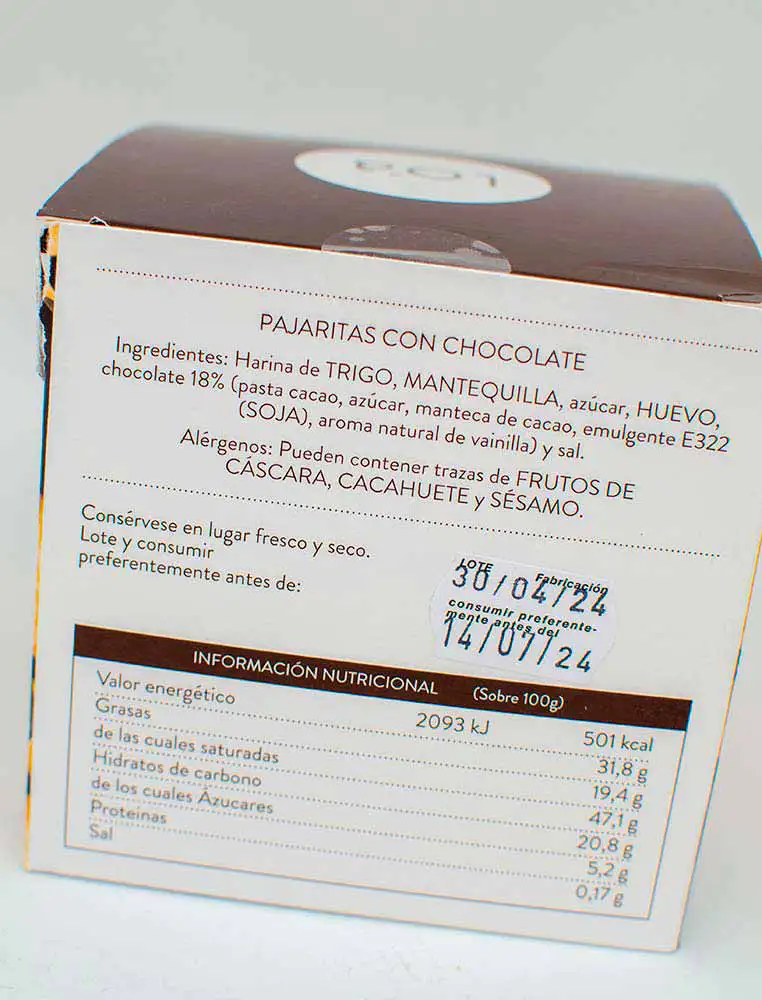 PAJARITAS CON CHOCOLATE
Ingredientes: Harina de TRIGO, MANTEQUILLA, azúcar, HUEVO,
chocolate 18% (pasta cacao, azúcar, manteca de cacao, emulgente E322
(SOJA), aroma natural de vainilla) y sal.
Alérgenos: Pueden contener trazas de FRUTOS DE
CÁSCARA, CACAHUETE y SÉSAMO.
Consérvese en lugar fresco y seco.
Lote y consumir
preferentemente antes de:
LOTE Fabricación
30/04/24
consumir preferente-
mente antes del
14/07/24
INFORMACIÓN NUTRICIONAL (Sobre 100g)
Valor energético 2093 kJ 501 kcal
Grasas 31,8 g
de las cuales saturadas 19,4 g
Hidratos de carbono 47,1 g
de los cuales Ázucares 20,8 g
Proteínas 5,2 g
Sal 0,17 g